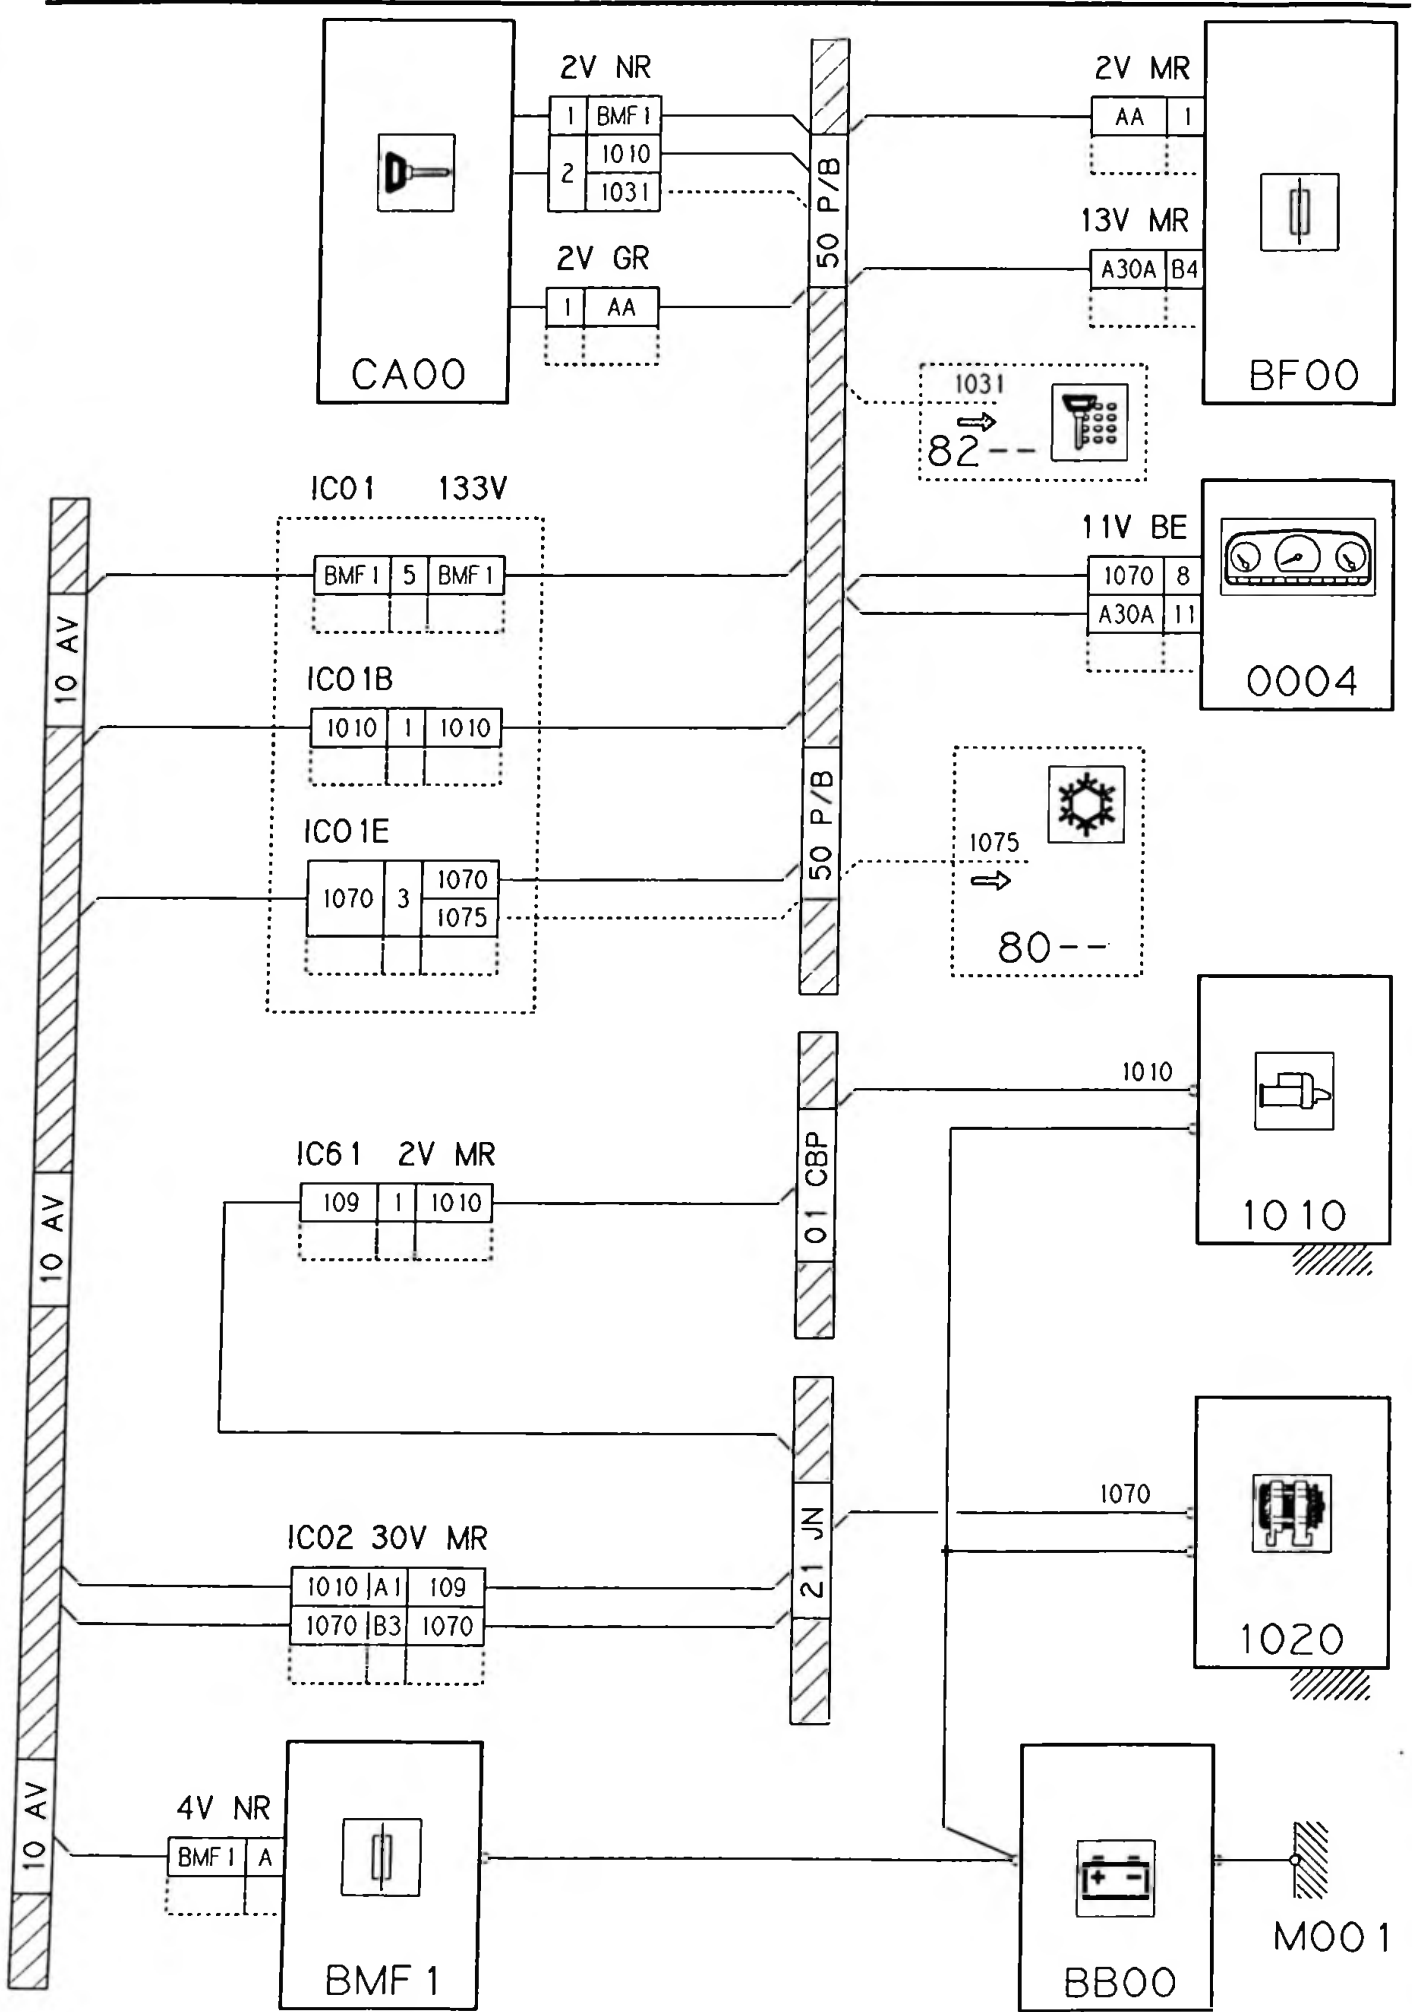 2V NR
1 BMF1
2 1010
1031
2V GR
1 AA
CA00
50 P/B
2V MR
AA 1
13V MR
A30A B4
BF00
1031
82--
IC01 133V
BMF1 5 BMF1
IC01B
1010 1 1010
IC01E
1070 3 1070
1075
10 AV
11V BE
1070 8
A30A 11
0004
50 P/B
1075
80--
1010
1010
01 CBP
IC61 2V MR
109 1 1010
10 AV
1070
1020
21 JN
IC02 30V MR
1010 A1 109
1070 B3 1070
10 AV
4V NR
BMF1 A
BMF1
+ -
BB00
M001